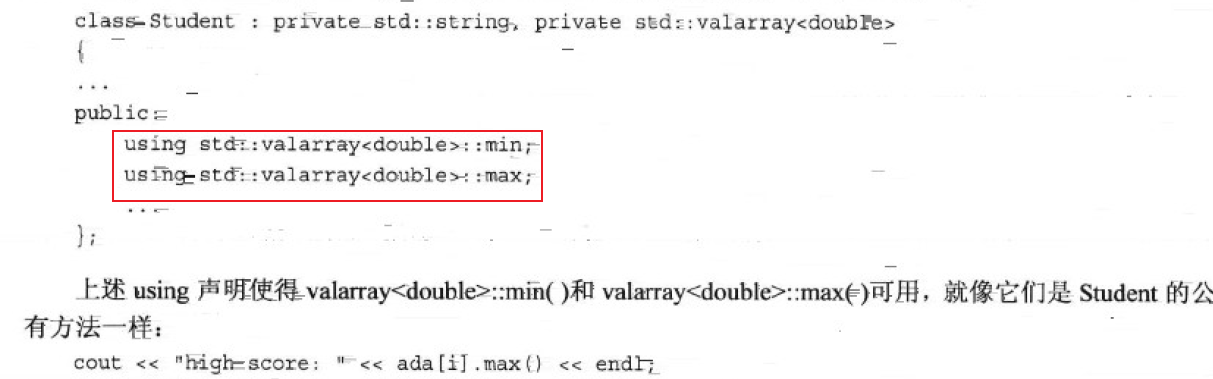 class Student : private std::string, private std::valarray<double>
{
...
public:
using std::valarray<double>::min;
using std::valarray<double>::max;
...
};
上述 using 声明使得 valarray<double>::min( )和 valarray<double>::max( )可用，就像它们是 Student 的公
有方法一样：
cout << "high score: " << ada[i].max() << endl;